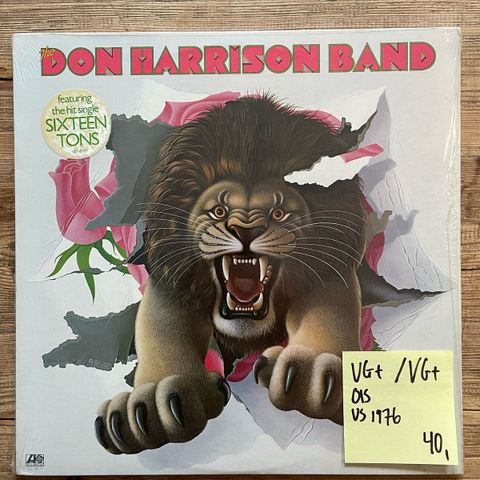 The
DON HARRISON BAND
featuring
the hit single
SIXTEEN
TONS
VG+ /VG+
OIS
US 1976
40,